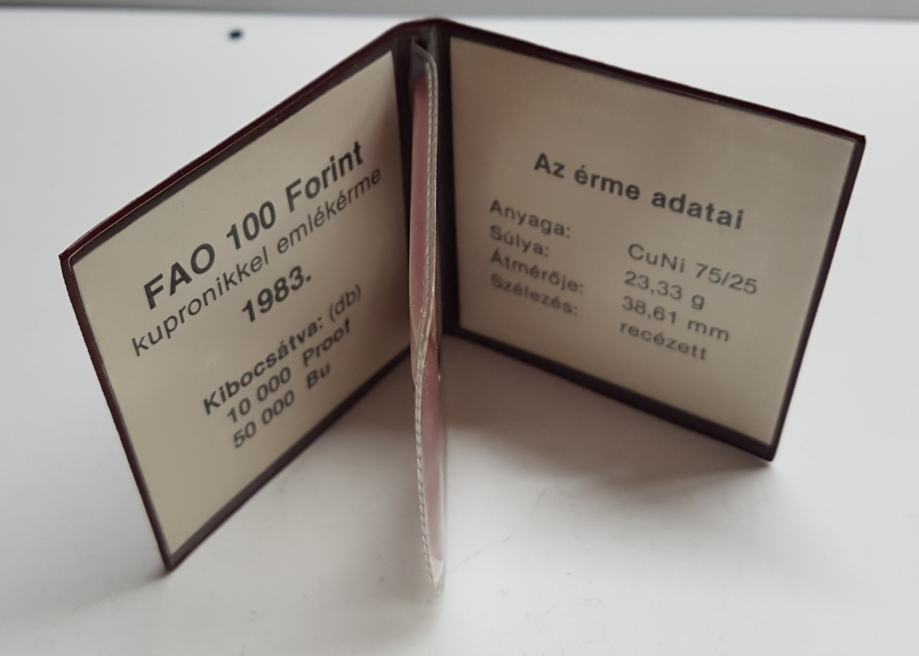 FAO 100 Forint
kupronikkel emlékérme
1983.
Kibocsátva: (db)
10 000 Proof
50 000 Bu
Az érme adatai
Anyaga: CuNi 75/25
Súlya: 23,33 g
Átmérője: 38,61 mm
Szélezés: recézett